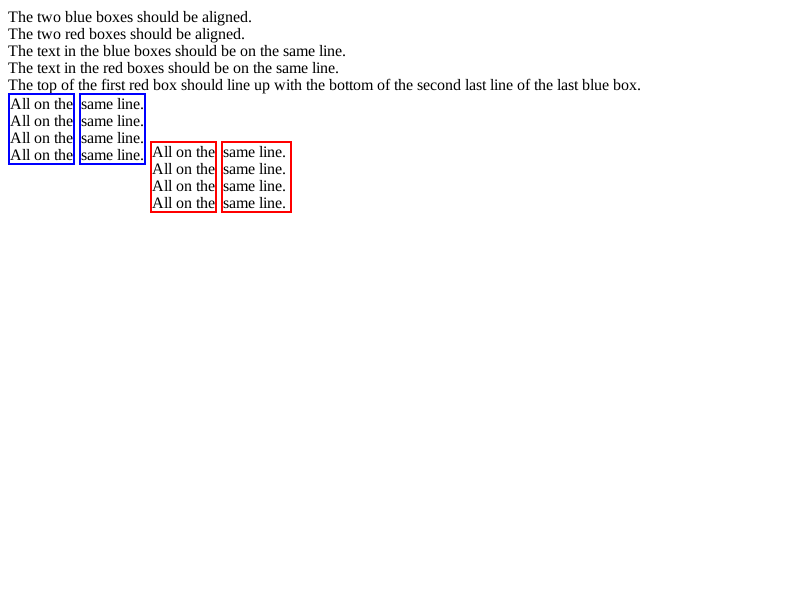 The two blue boxes should be aligned.
The two red boxes should be aligned.
The text in the blue boxes should be on the same line.
The text in the red boxes should be on the same line.
The top of the first red box should line up with the bottom of the second last line of the last blue box.
All on the same line.
All on the same line.
All on the same line.
All on the same line.
All on the same line.
All on the same line.
All on the same line.
All on the same line.